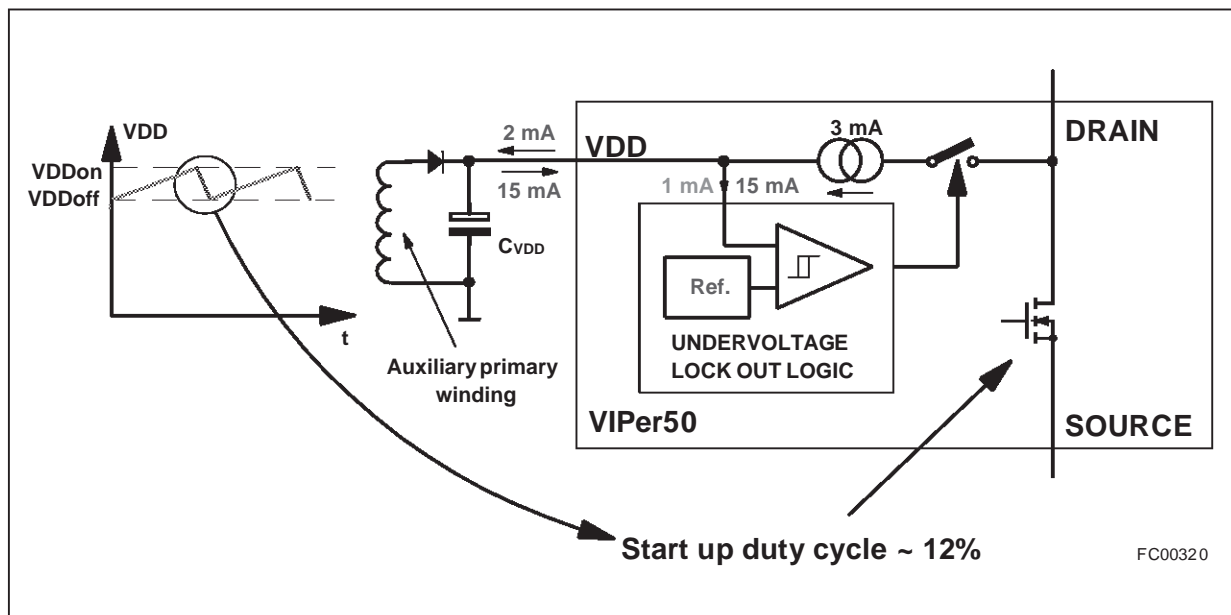 VDD
VDDon
VDDoff
t
2 mA
15 mA
CVDD
Auxiliary primary
winding
VDD
3 mA
1 mA
15 mA
Ref.
UNDERVOLTAGE
LOCK OUT LOGIC
VIPer50
DRAIN
SOURCE
Start up duty cycle ~ 12%
FC00320